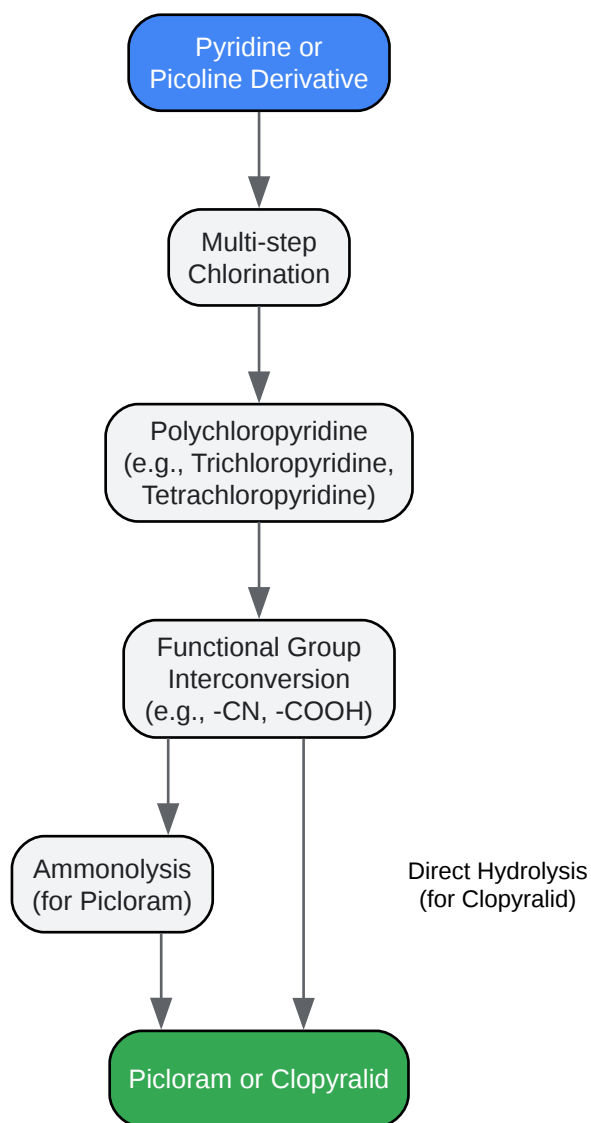 Pyridine or
Picoline Derivative
Multi-step
Chlorination
Polychloropyridine
(e.g., Trichloropyridine,
Tetrachloropyridine)
Functional Group
Interconversion
(e.g., -CN, -COOH)
Ammonolysis
(for Picloram)
Direct Hydrolysis
(for Clopyralid)
Picloram or Clopyralid